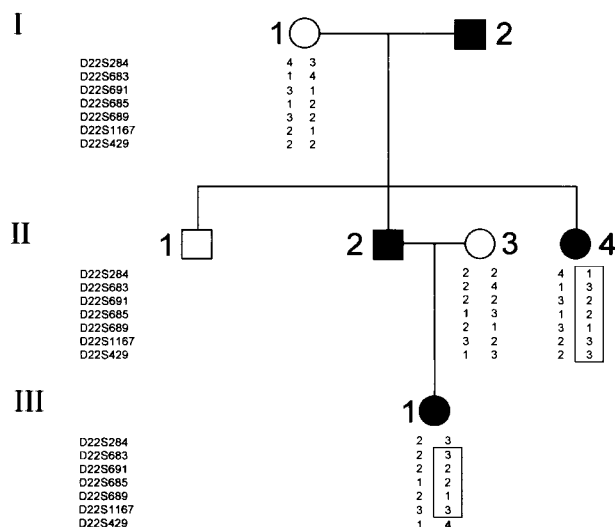 I 1 2
D22S284 4 3
D22S683 1 4
D22S691 3 1
D22S685 1 2
D22S689 3 2
D22S1167 2 1
D22S429 2 2
II 1 2 3 4
D22S284 2 2 4 1
D22S683 2 4 1 3
D22S691 2 2 3 2
D22S685 1 3 1 2
D22S689 2 1 3 1
D22S1167 3 2 2 3
D22S429 1 3 2 3
III 1
D22S284 2 3
D22S683 2 3
D22S691 2 2
D22S685 1 2
D22S689 2 1
D22S1167 3 3
D22S429 1 4